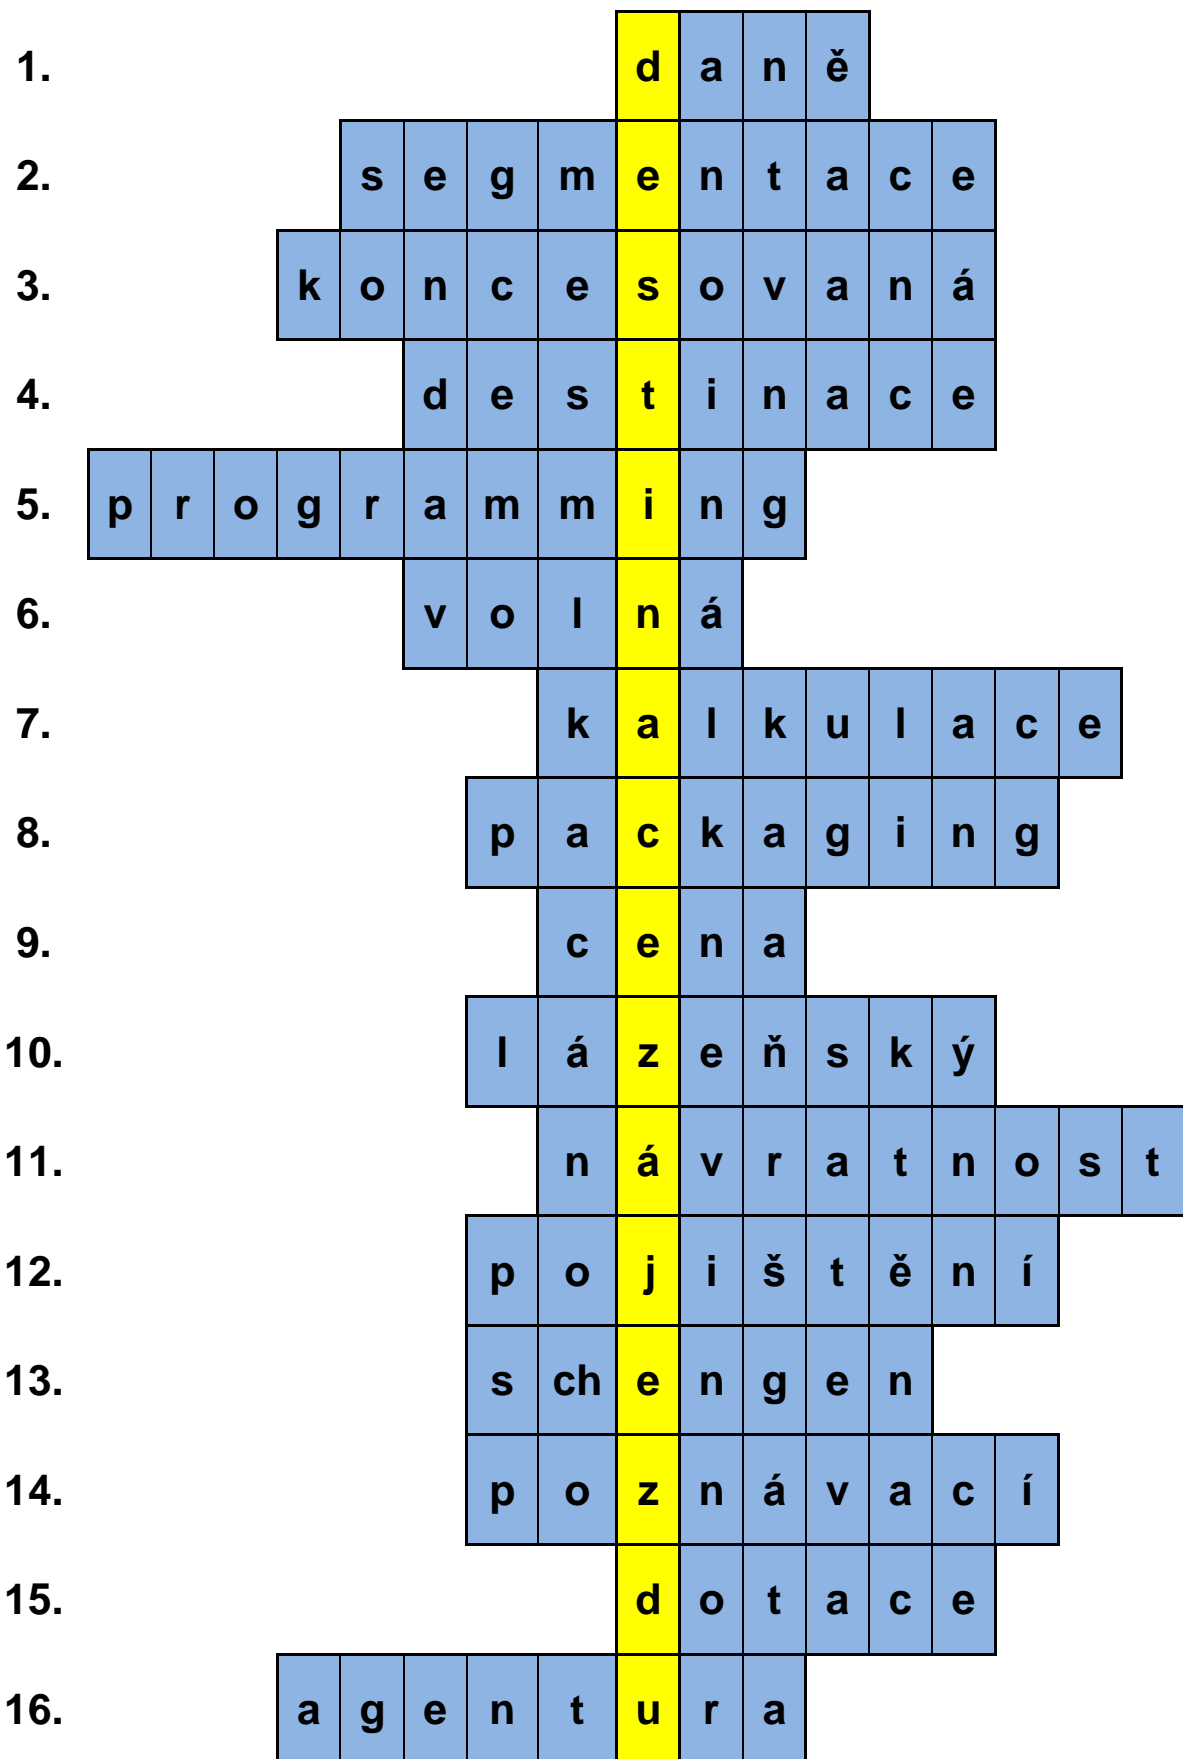 1. daně
2. segmentace
3. koncesovaná
4. destinace
5. programming
6. volná
7. kalkulace
8. packaging
9. cena
10. lázeňský
11. návratnost
12. pojištění
13. schengen
14. poznávací
15. dotace
16. agentura